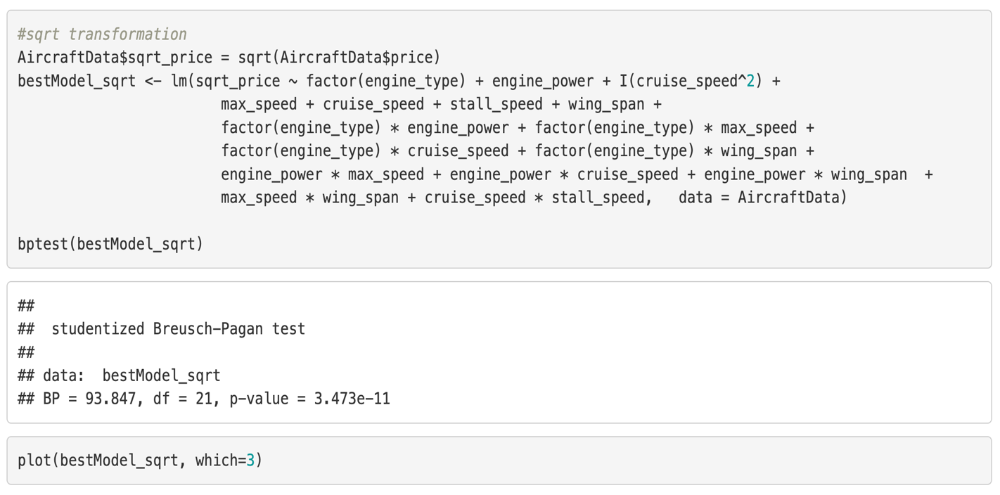 #sqrt transformation
AircraftData$sqrt_price = sqrt(AircraftData$price)
bestModel_sqrt <- lm(sqrt_price ~ factor(engine_type) + engine_power + I(cruise_speed^2) +
                        max_speed + cruise_speed + stall_speed + wing_span +
                        factor(engine_type) * engine_power + factor(engine_type) * max_speed +
                        factor(engine_type) * cruise_speed + factor(engine_type) * wing_span +
                        engine_power * max_speed + engine_power * cruise_speed + engine_power * wing_span  +
                        max_speed * wing_span + cruise_speed * stall_speed,   data = AircraftData)
bptest(bestModel_sqrt)
##
##  studentized Breusch-Pagan test
##
## data:  bestModel_sqrt
## BP = 93.847, df = 21, p-value = 3.473e-11
plot(bestModel_sqrt, which=3)